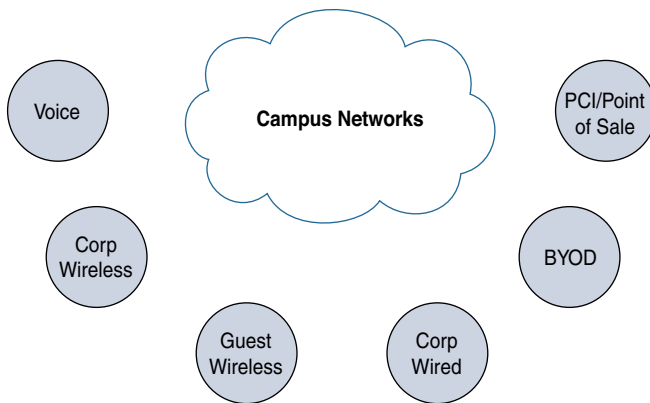 Campus Networks
Voice
PCI/Point
of Sale
Corp
Wireless
BYOD
Guest
Wireless
Corp
Wired